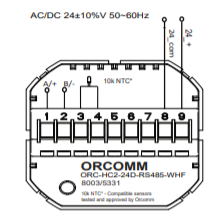 AC/DC 24±10%V 50~60Hz
24_com
24_+
10k NTC*
A/+ B/-
1 2 3 4 5 6 7 8 9
ORCOMM
ORC-HC2-24D-RS485-WHF
8003/5331
10k NTC* - Compatible sensors
tested and approved by Orcomm